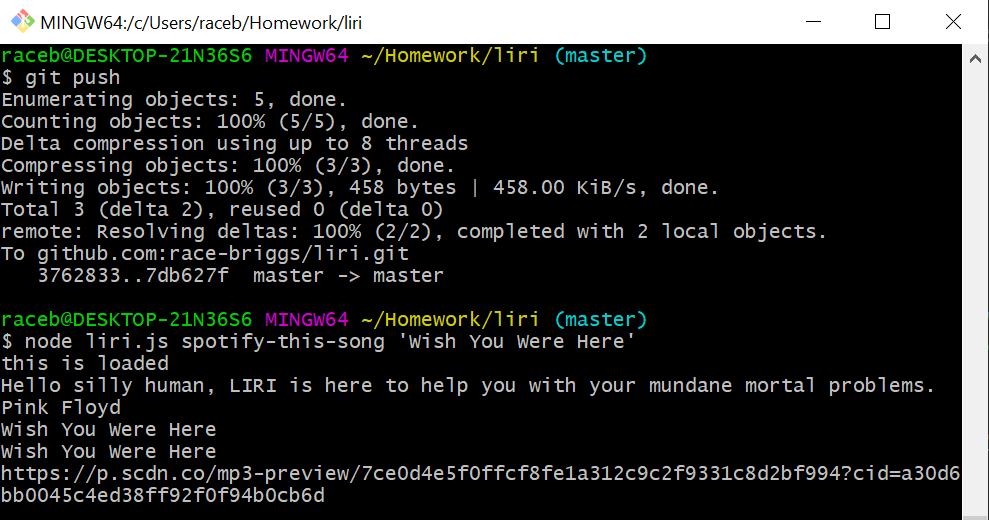 MINGW64:/c/Users/raceb/Homework/liri
raceb@DESKTOP-21N36S6 MINGW64 ~/Homework/liri (master)
$ git push
Enumerating objects: 5, done.
Counting objects: 100% (5/5), done.
Delta compression using up to 8 threads
Compressing objects: 100% (3/3), done.
Writing objects: 100% (3/3), 458 bytes | 458.00 KiB/s, done.
Total 3 (delta 2), reused 0 (delta 0)
remote: Resolving deltas: 100% (2/2), completed with 2 local objects.
To github.com:race-briggs/liri.git
   3762833..7db627f  master -> master
raceb@DESKTOP-21N36S6 MINGW64 ~/Homework/liri (master)
$ node liri.js spotify-this-song 'Wish You Were Here'
this is loaded
Hello silly human, LIRI is here to help you with your mundane mortal problems.
Pink Floyd
Wish You Were Here
Wish You Were Here
https://p.scdn.co/mp3-preview/7ce0d4e5f0ffcf8fe1a312c9c2f9331c8d2bf994?cid=a30d6
bb0045c4ed38ff92f0f94b0cb6d